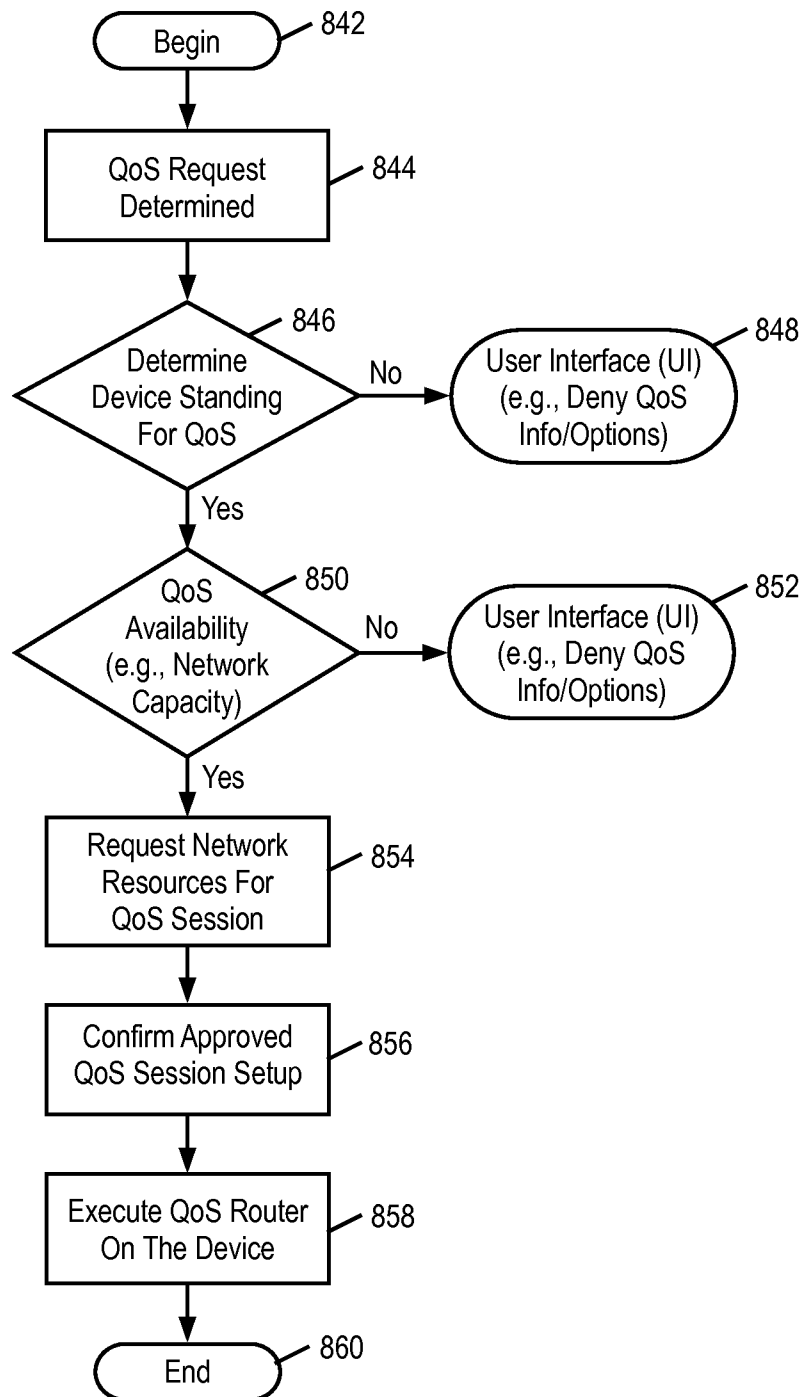 Begin
842
QoS Request
Determined
844
846
Determine
Device Standing
For QoS
No
User Interface (UI)
(e.g., Deny QoS
Info/Options)
848
Yes
850
QoS
Availability
(e.g., Network
Capacity)
No
User Interface (UI)
(e.g., Deny QoS
Info/Options)
852
Yes
Request Network
Resources For
QoS Session
854
Confirm Approved
QoS Session Setup
856
Execute QoS Router
On The Device
858
End
860